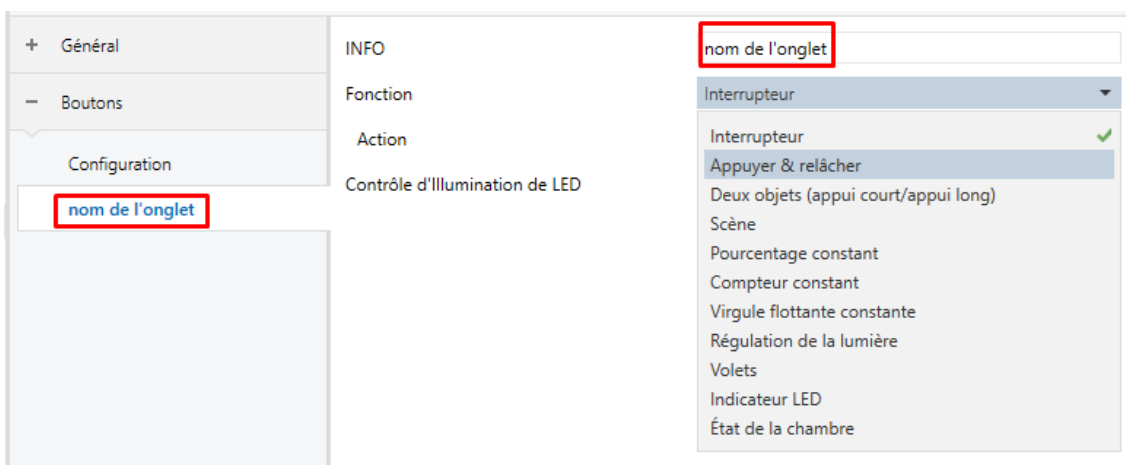 + Général
− Boutons
Configuration
nom de l'onglet
INFO
nom de l'onglet
Fonction
Interrupteur
Action
Contrôle d'Illumination de LED
Interrupteur
Appuyer & relâcher
Deux objets (appui court/appui long)
Scène
Pourcentage constant
Compteur constant
Virgule flottante constante
Régulation de la lumière
Volets
Indicateur LED
État de la chambre